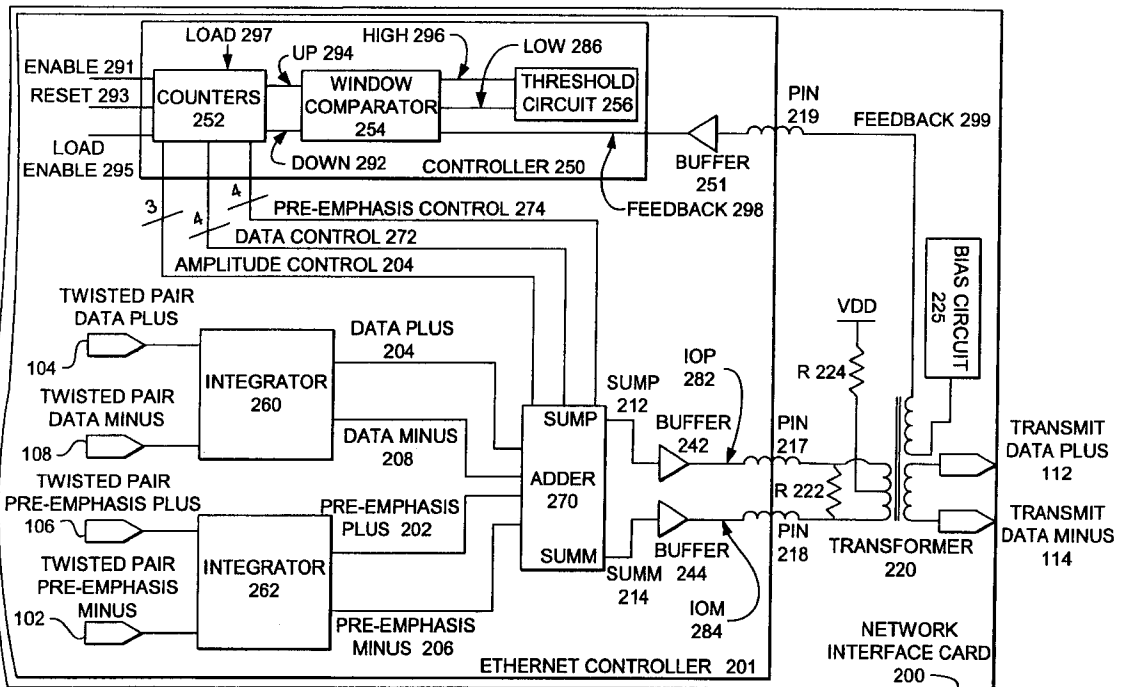 LOAD 297
HIGH 296
LOW 286
UP 294
ENABLE 291
RESET 293
LOAD
ENABLE 295
COUNTERS
252
WINDOW
COMPARATOR
254
THRESHOLD
CIRCUIT 256
DOWN 292
CONTROLLER 250
BUFFER
251
PIN
219
FEEDBACK 299
FEEDBACK 298
3
4
4
PRE-EMPHASIS CONTROL 274
DATA CONTROL 272
AMPLITUDE CONTROL 204
BIAS CIRCUIT
225
VDD
R 224
TWISTED PAIR
DATA PLUS
104
TWISTED PAIR
DATA MINUS
108
INTEGRATOR
260
DATA PLUS
204
DATA MINUS
208
TWISTED PAIR
PRE-EMPHASIS PLUS
106
TWISTED PAIR
PRE-EMPHASIS
MINUS
102
INTEGRATOR
262
PRE-EMPHASIS
PLUS 202
PRE-EMPHASIS
MINUS 206
SUMP
ADDER
270
SUMM
SUMP
212
SUMM
214
BUFFER
242
BUFFER
244
IOP
282
IOM
284
PIN
217
R 222
PIN
218
TRANSFORMER
220
TRANSMIT
DATA PLUS
112
TRANSMIT
DATA MINUS
114
ETHERNET CONTROLLER 201
NETWORK
INTERFACE CARD
200